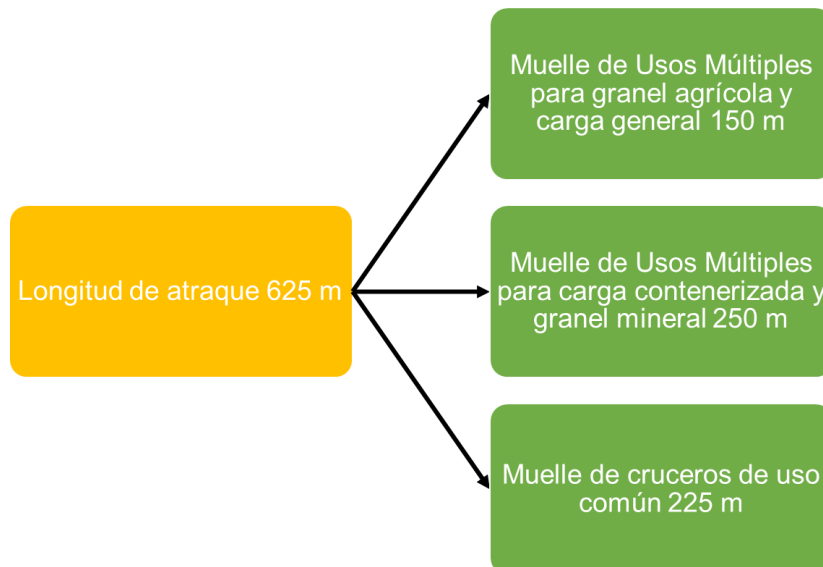 Longitud de atraque 625 m
Muelle de Usos Múltiples
para granel agrícola y
carga general 150 m
Muelle de Usos Múltiples
para carga contenerizada y
granel mineral 250 m
Muelle de cruceros de uso
común 225 m